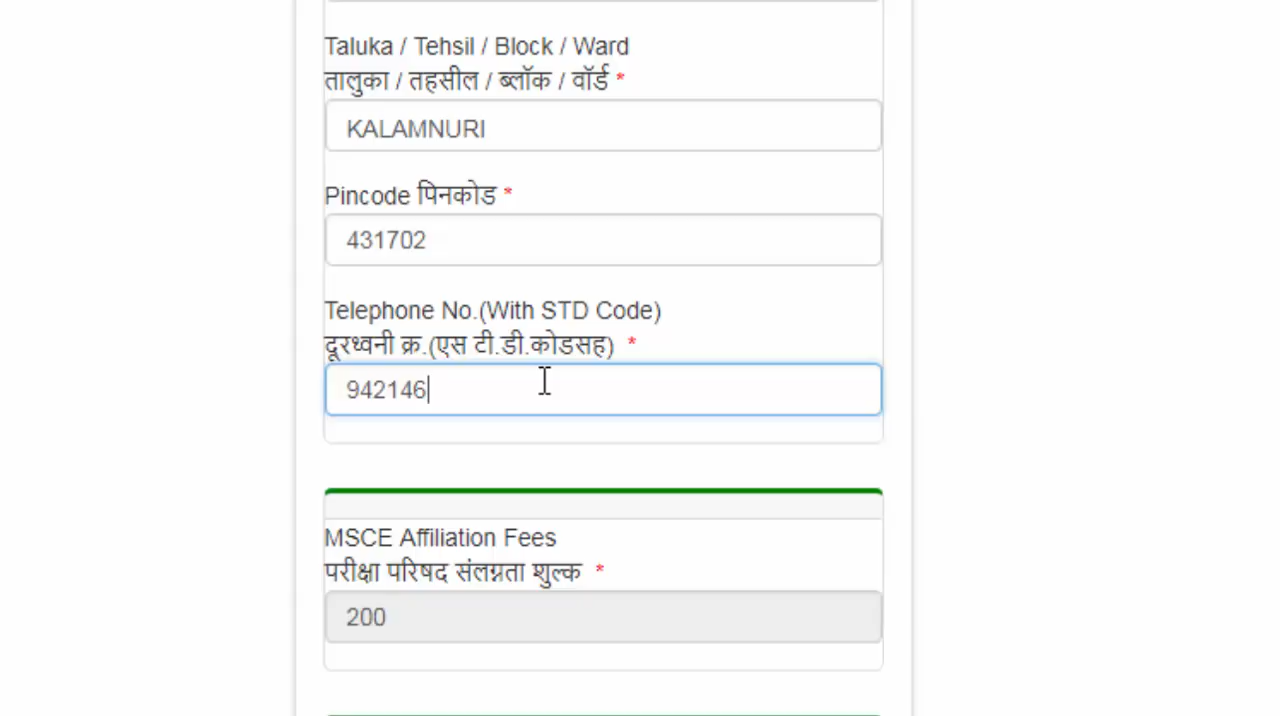 Taluka / Tehsil / Block / Ward
तालुका / तहसील / ब्लॉक / वॉर्ड *
KALAMNURI
Pincode पिनकोड *
431702
Telephone No.(With STD Code)
दूरध्वनी क्र.(एस टी.डी.कोडसह) *
942146
MSCE Affiliation Fees
परीक्षा परिषद संलग्नता शुल्क *
200